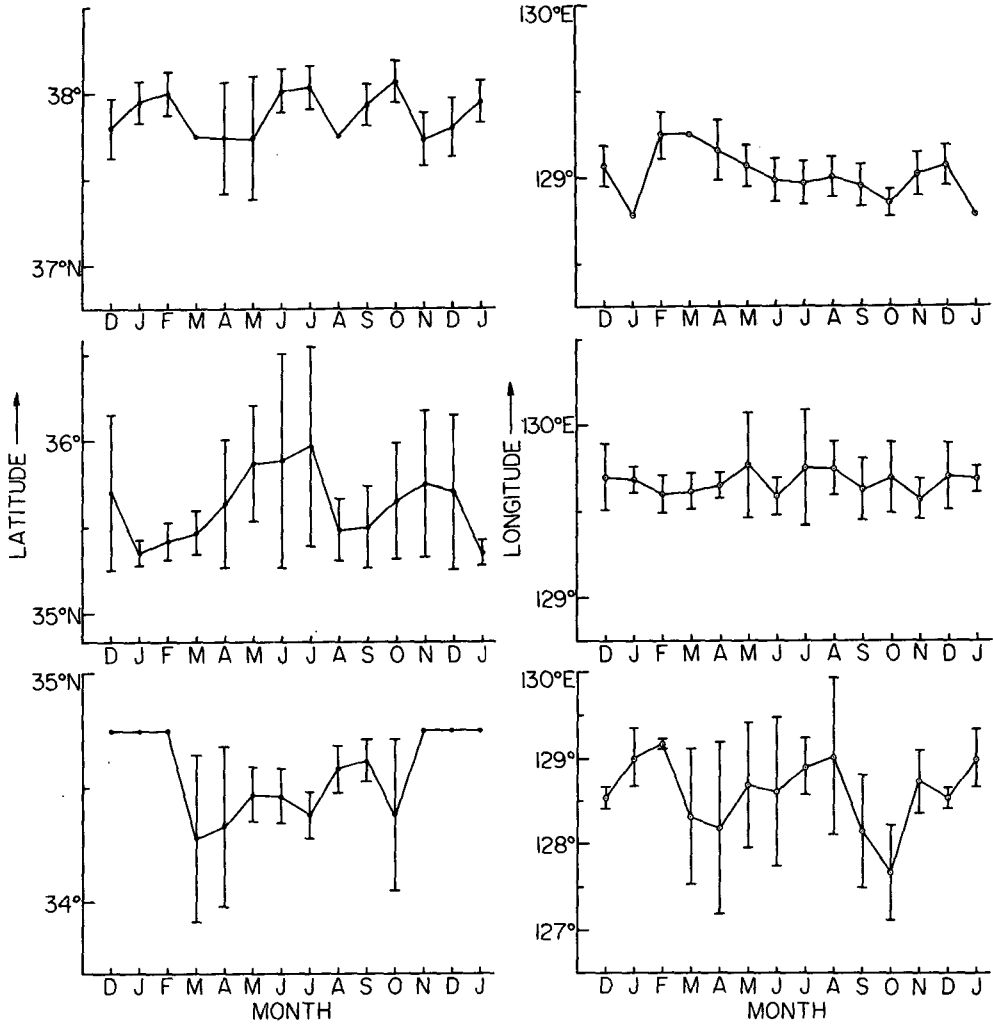 38°
37°N
D J F M A M J J A S O N D J
130°E
129°
D J F M A M J J A S O N D J
LATITUDE →
36°
35°N
D J F M A M J J A S O N D J
LONGITUDE →
130°E
129°
D J F M A M J J A S O N D J
35°N
34°
D J F M A M J J A S O N D J
MONTH
130°E
129°
128°
127°
D J F M A M J J A S O N D J
MONTH